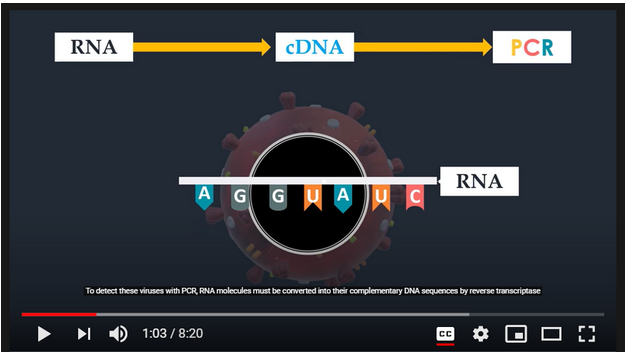 RNA cDNA PCR
RNA
A G G U A U C
To detect these viruses with PCR, RNA molecules must be converted into their complementary DNA sequences by reverse transcriptase
1:03 / 8:20 CC